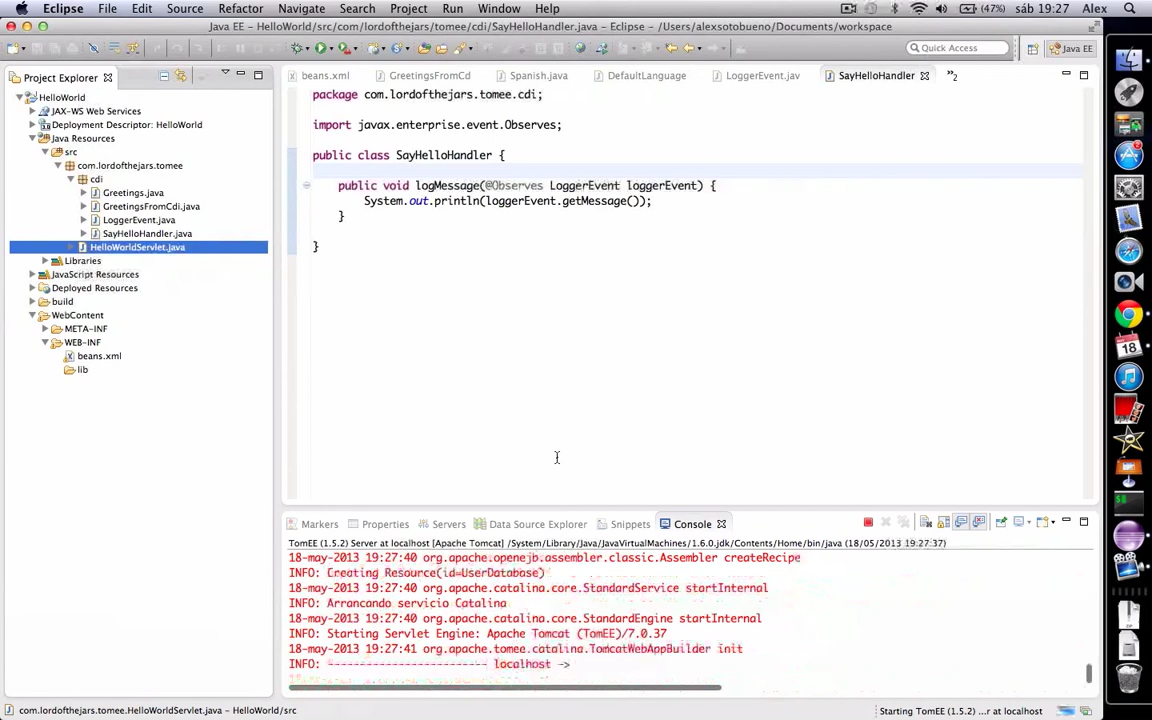 Eclipse File Edit Source Refactor Navigate Search Project Run Window Help (47%) sáb 19:27 Alex
Java EE - HelloWorld/src/com/lordofthejars/tomee/cdi/SayHelloHandler.java - Eclipse - /Users/alexsotobueno/Documents/workspace
Quick Access Java EE
Project Explorer
HelloWorld
JAX-WS Web Services
Deployment Descriptor: HelloWorld
Java Resources
src
com.lordofthejars.tomee
cdi
Greetings.java
GreetingsFromCdi.java
LoggerEvent.java
SayHelloHandler.java
HelloWorldServlet.java
Libraries
JavaScript Resources
Deployed Resources
build
WebContent
META-INF
WEB-INF
beans.xml
lib
beans.xml GreetingsFromCd Spanish.java DefaultLanguage LoggerEvent.jav SayHelloHandler »2
package com.lordofthejars.tomee.cdi;
import javax.enterprise.event.Observes;
public class SayHelloHandler {
public void logMessage(@Observes LoggerEvent loggerEvent) {
System.out.println(loggerEvent.getMessage());
}
}
Markers Properties Servers Data Source Explorer Snippets Console
TomEE (1.5.2) Server at localhost [Apache Tomcat] /System/Library/Java/JavaVirtualMachines/1.6.0.jdk/Contents/Home/bin/java (18/05/2013 19:27:37)
18-may-2013 19:27:40 org.apache.openejb.assembler.classic.Assembler createRecipe
INFO: Creating Resource(id=UserDatabase)
18-may-2013 19:27:40 org.apache.catalina.core.StandardService startInternal
INFO: Arrancando servicio Catalina
18-may-2013 19:27:40 org.apache.catalina.core.StandardEngine startInternal
INFO: Starting Servlet Engine: Apache Tomcat (TomEE)/7.0.37
18-may-2013 19:27:41 org.apache.tomee.catalina.TomcatWebAppBuilder init
INFO: ------------------------- localhost ->
com.lordofthejars.tomee.HelloWorldServlet.java - HelloWorld/src
Starting TomEE (1.5.2) ...r at localhost